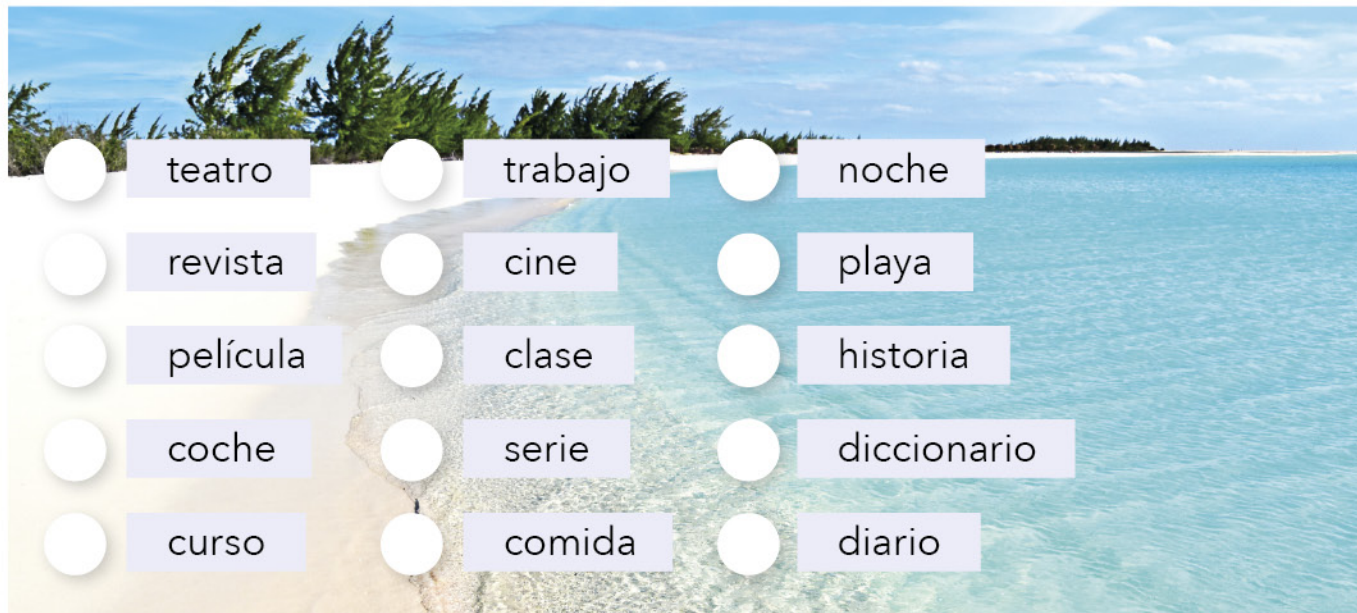 teatro trabajo noche
revista cine playa
película clase historia
coche serie diccionario
curso comida diario